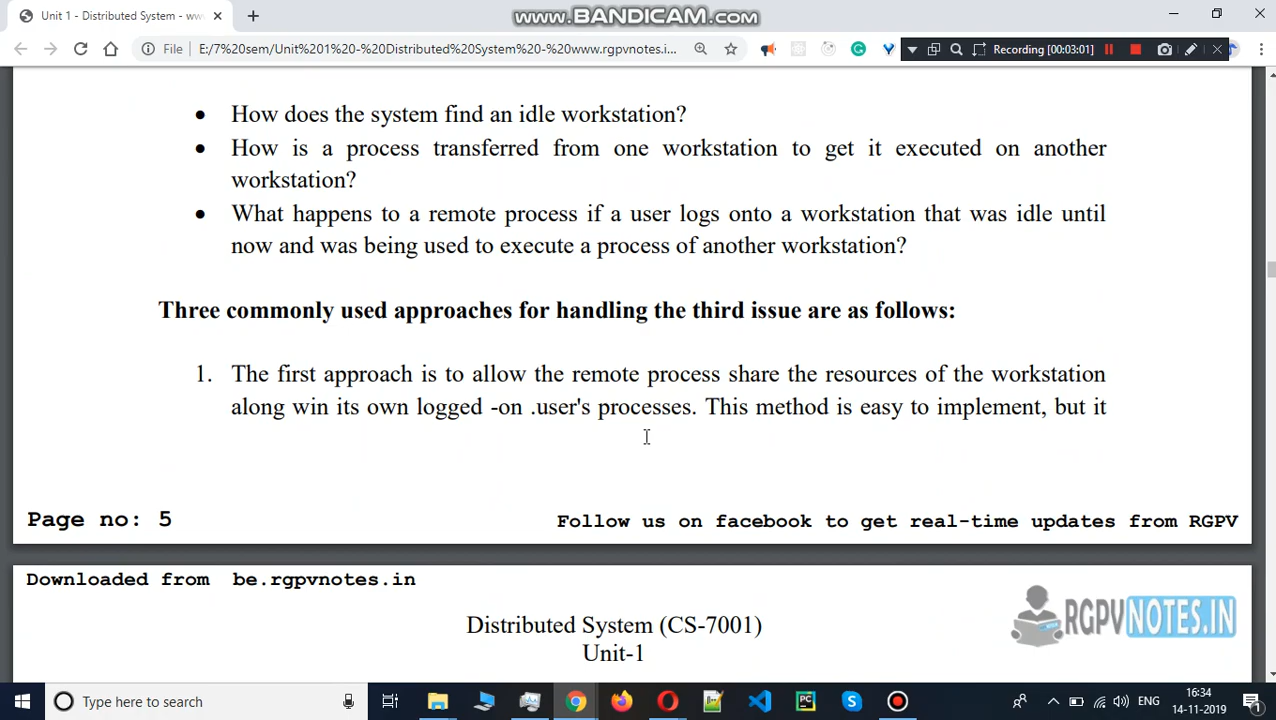 Unit 1 - Distributed System - ww
www.BANDICAM.com
File
E:/7%20sem/Unit%201%20-%20Distributed%20System%20-%20www.rgpvnotes.i...
Recording [00:03:01]
• How does the system find an idle workstation?
• How is a process transferred from one workstation to get it executed on another
workstation?
• What happens to a remote process if a user logs onto a workstation that was idle until
now and was being used to execute a process of another workstation?
Three commonly used approaches for handling the third issue are as follows:
1. The first approach is to allow the remote process share the resources of the workstation
along win its own logged -on .user's processes. This method is easy to implement, but it
Page no: 5
Follow us on facebook to get real-time updates from RGPV
Downloaded from be.rgpvnotes.in
RGPVNOTES.IN
Distributed System (CS-7001)
Unit-1
Type here to search
PC
ENG
16:34
14-11-2019
1